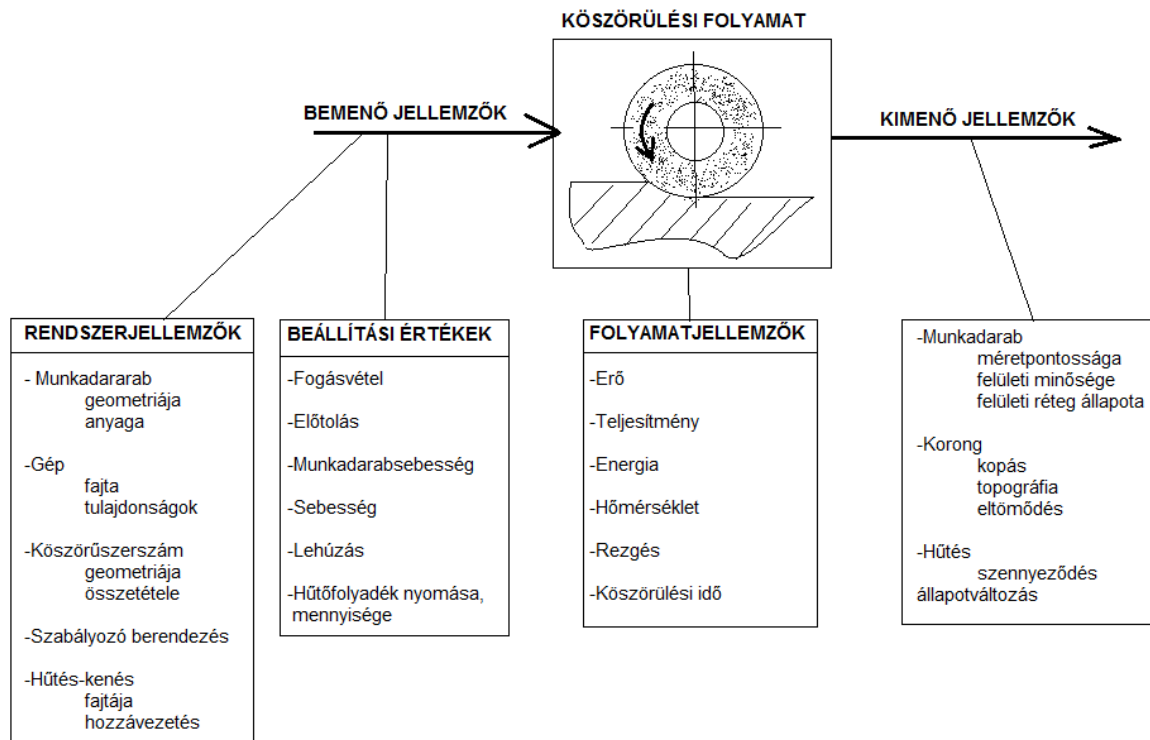 KÖSZÖRÜLÉSI FOLYAMAT
BEMENŐ JELLEMZŐK
KIMENŐ JELLEMZŐK
RENDSZERJELLEMZŐK
- Munkadararab
geometriája
anyaga
-Gép
fajta
tulajdonságok
-Köszörűszerszám
geometriája
összetétele
-Szabályozó berendezés
-Hűtés-kenés
fajtája
hozzávezetés
BEÁLLÍTÁSI ÉRTÉKEK
-Fogásvétel
-Előtolás
-Munkadarabsebesség
-Sebesség
-Lehúzás
-Hűtőfolyadék nyomása,
mennyisége
FOLYAMATJELLEMZŐK
-Erő
-Teljesítmény
-Energia
-Hőmérséklet
-Rezgés
-Köszörülési idő
-Munkadarab
méretpontossága
felületi minősége
felületi réteg állapota
-Korong
kopás
topográfia
eltömődés
-Hűtés
szennyeződés
állapotváltozás